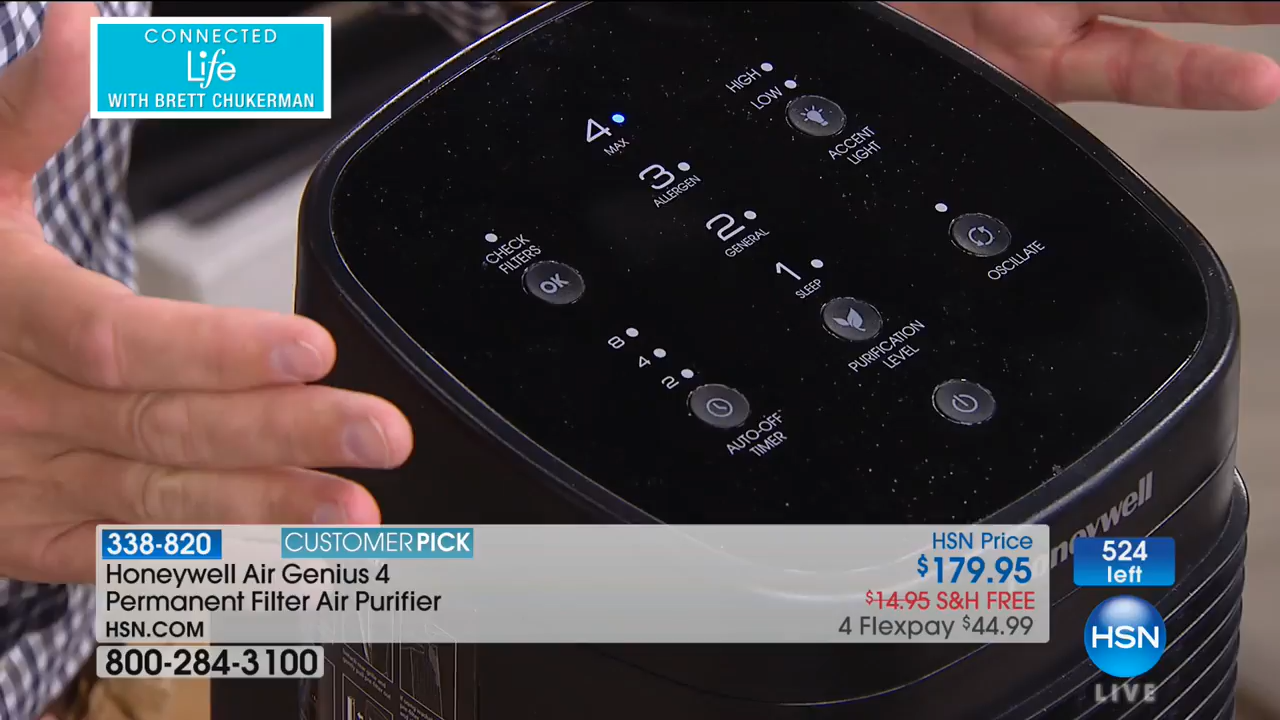 CONNECTED
Life
WITH BRETT CHUKERMAN
HIGH
LOW
ACCENT
LIGHT
4
MAX
3
ALLERGEN
2
GENERAL
1
SLEEP
CHECK
FILTERS
OK
OSCILLATE
PURIFICATION
LEVEL
8
4
2
AUTO-OFF
TIMER
Honeywell
338-820
CUSTOMER PICK
Honeywell Air Genius 4
Permanent Filter Air Purifier
HSN.COM
800-284-3100
HSN Price
$179.95
$14.95 S&H FREE
4 Flexpay $44.99
524
left
HSN
LIVE